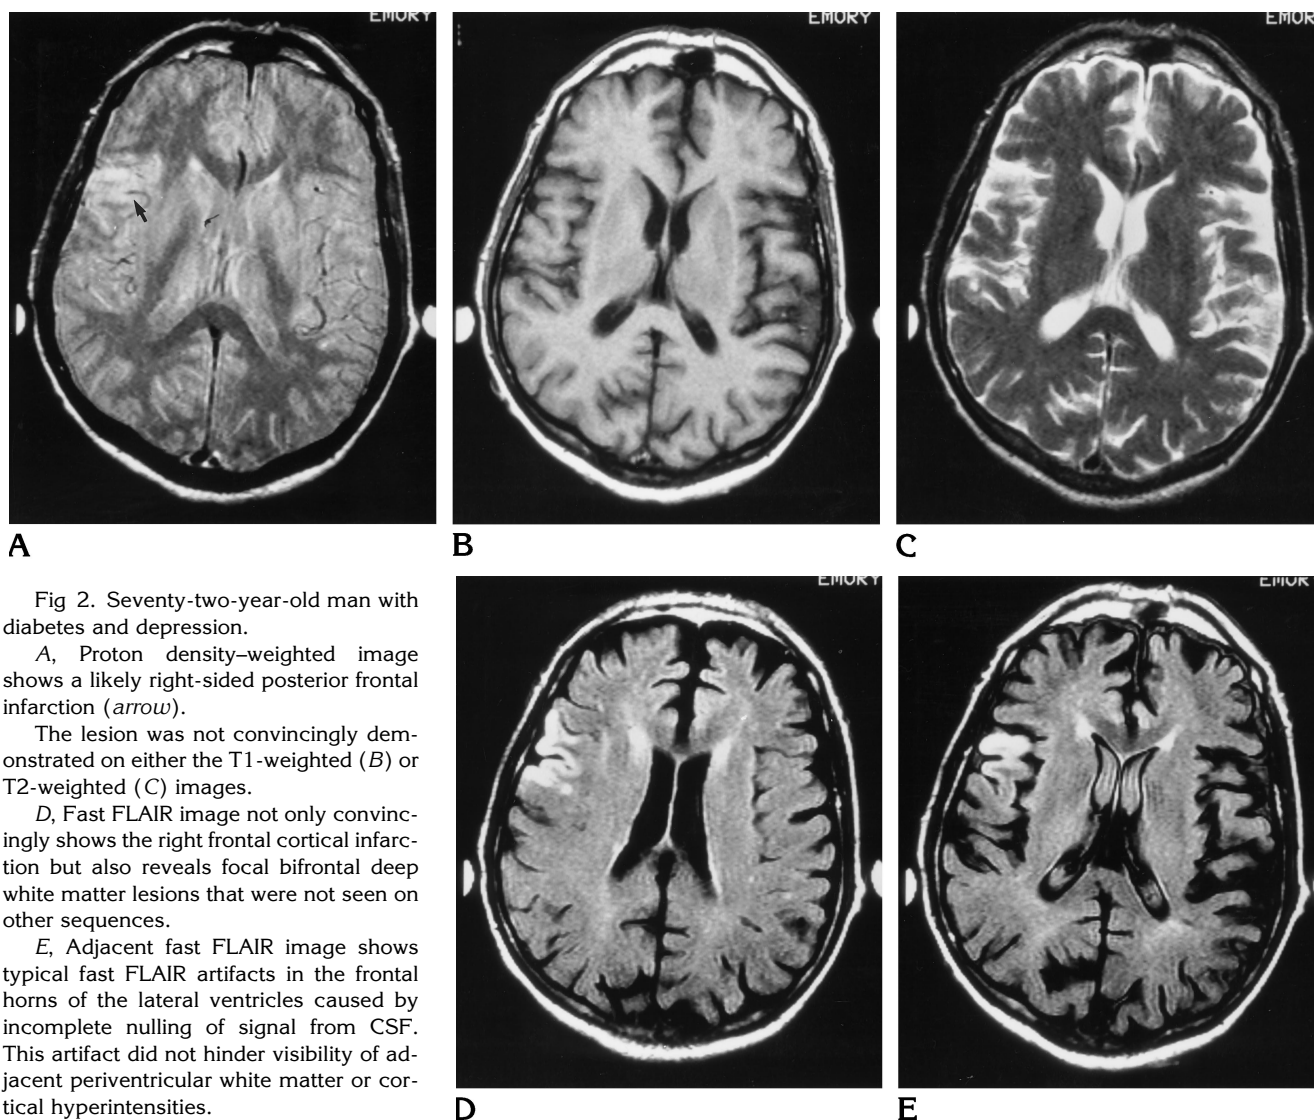 EMORY
EMORY
EMOR
A
B
C
Fig 2. Seventy-two-year-old man with
diabetes and depression.
A, Proton density–weighted image
shows a likely right-sided posterior frontal
infarction (arrow).
The lesion was not convincingly dem-
onstrated on either the T1-weighted (B) or
T2-weighted (C) images.
D, Fast FLAIR image not only convinc-
ingly shows the right frontal cortical infarc-
tion but also reveals focal bifrontal deep
white matter lesions that were not seen on
other sequences.
E, Adjacent fast FLAIR image shows
typical fast FLAIR artifacts in the frontal
horns of the lateral ventricles caused by
incomplete nulling of signal from CSF.
This artifact did not hinder visibility of ad-
jacent periventricular white matter or cor-
tical hyperintensities.
EMORY
EMOR
D
E